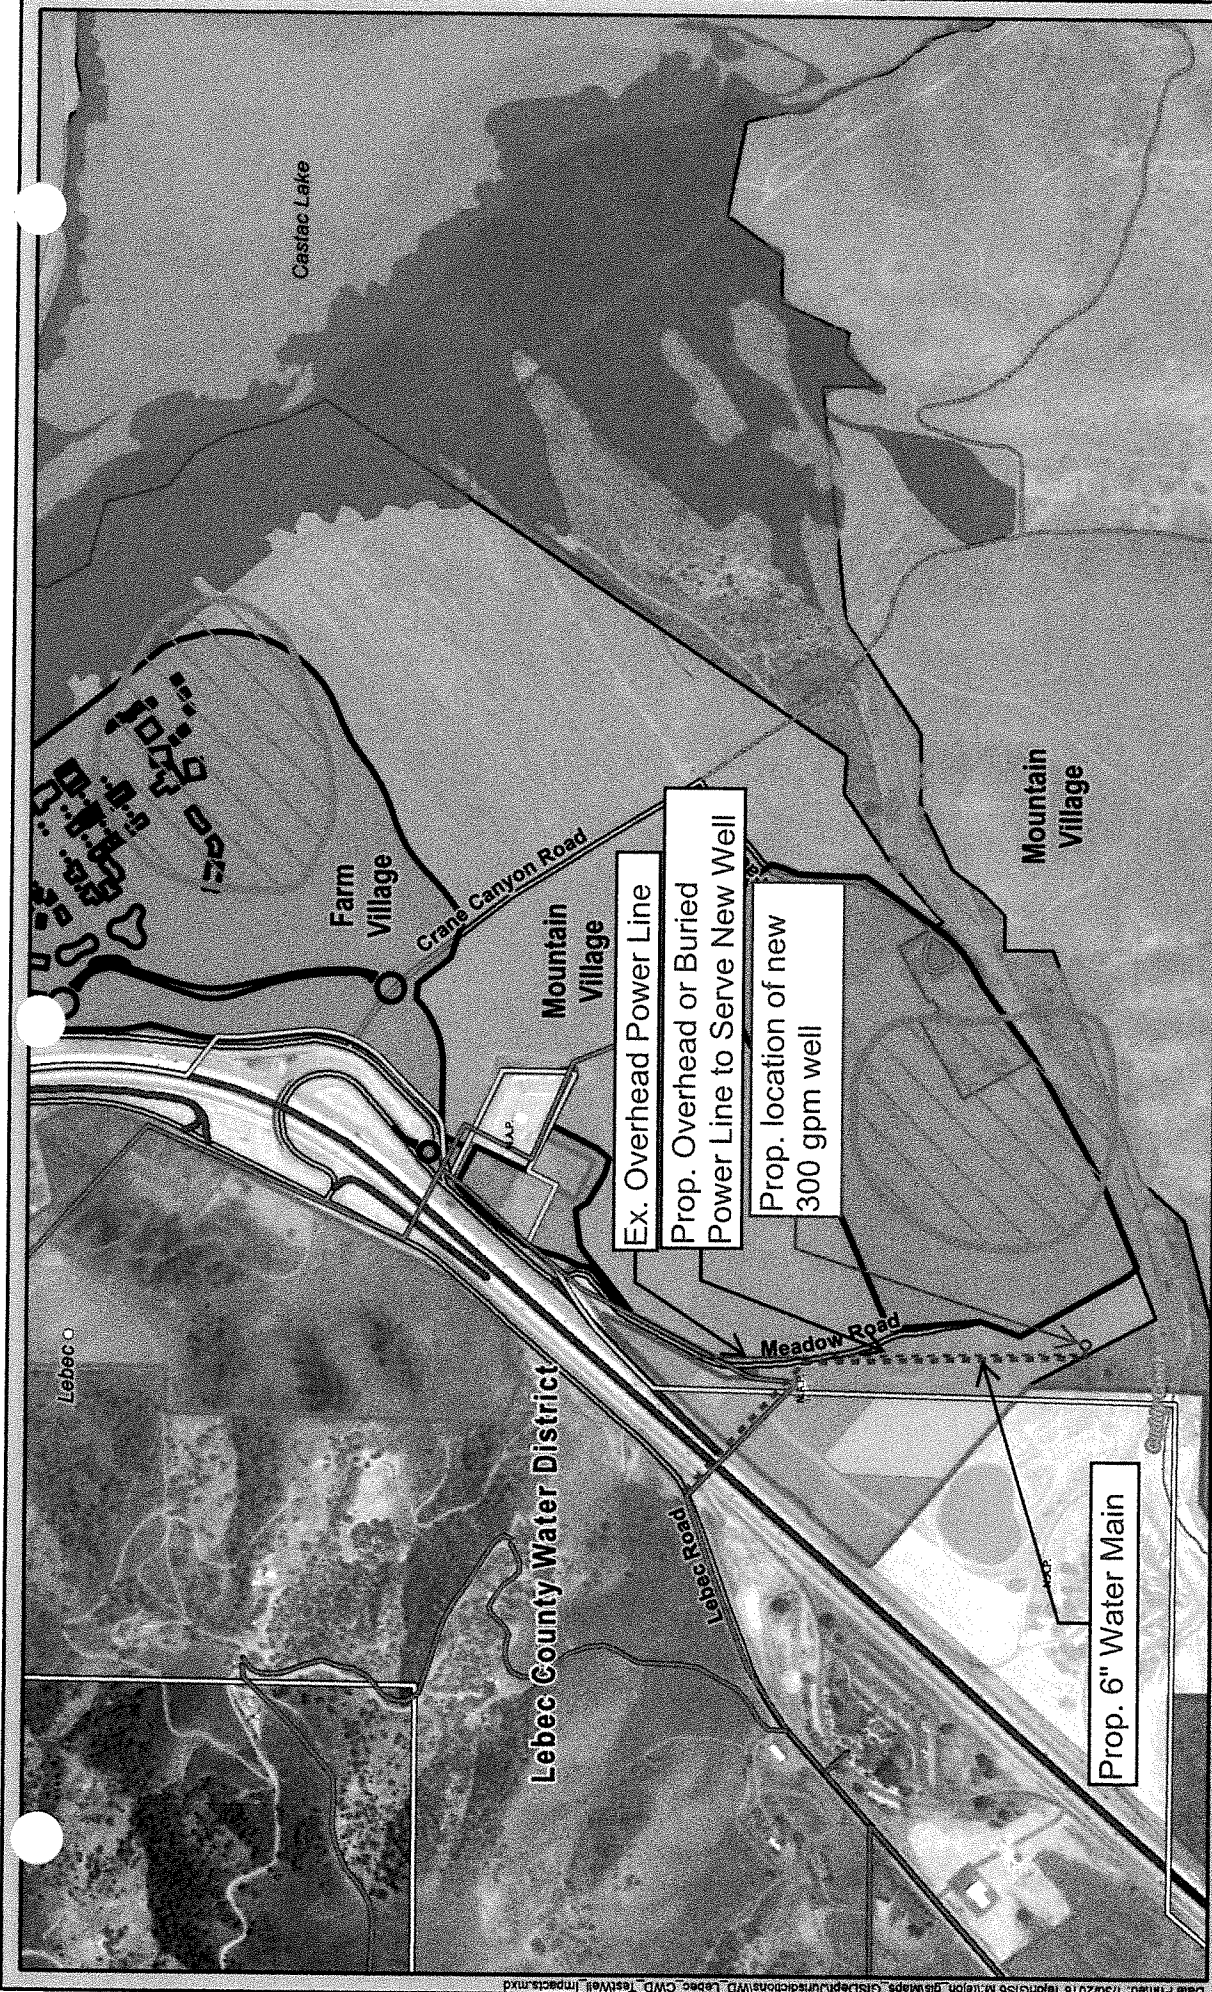 Castac Lake
Lebec
Farm
Village
Crane Canyon Road
Mountain
Village
Mountain
Village
N.A.P.
Ex. Overhead Power Line
Prop. Overhead or Buried
Power Line to Serve New Well
Prop. location of new
300 gpm well
Meadow Road
Lebec County Water District
Lebec Road
N.A.P.
Prop. 6" Water Main